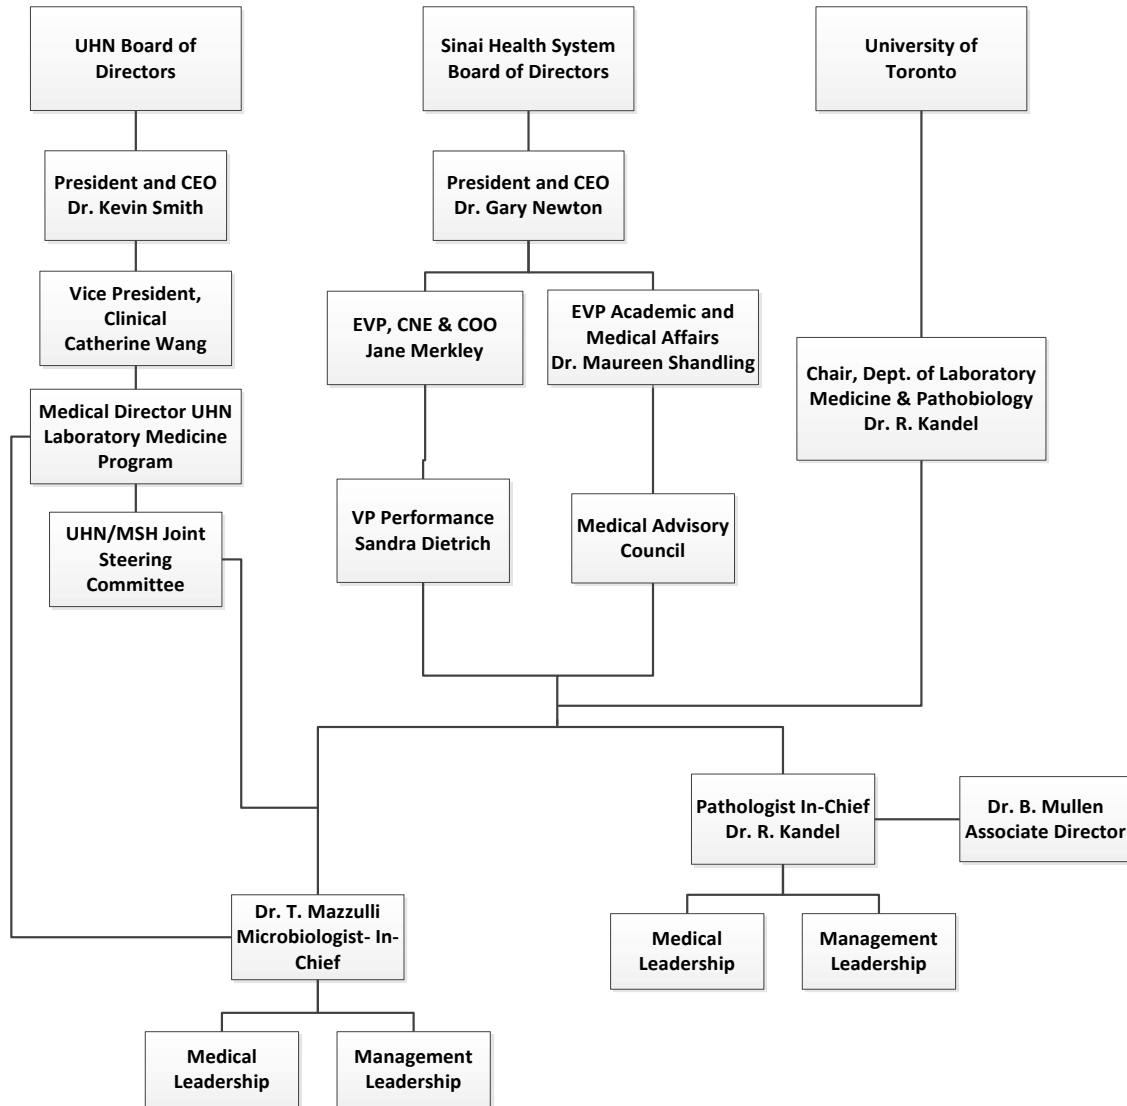 UHN Board of
Directors
Sinai Health System
Board of Directors
University of
Toronto
President and CEO
Dr. Kevin Smith
President and CEO
Dr. Gary Newton
Vice President,
Clinical
Catherine Wang
EVP, CNE & COO
Jane Merkley
EVP Academic and
Medical Affairs
Dr. Maureen Shandling
Chair, Dept. of Laboratory
Medicine & Pathobiology
Dr. R. Kandel
Medical Director UHN
Laboratory Medicine
Program
VP Performance
Sandra Dietrich
Medical Advisory
Council
UHN/MSH Joint
Steering
Committee
Pathologist In-Chief
Dr. R. Kandel
Dr. B. Mullen
Associate Director
Dr. T. Mazzulli
Microbiologist- In-
Chief
Medical
Leadership
Management
Leadership
Medical
Leadership
Management
Leadership